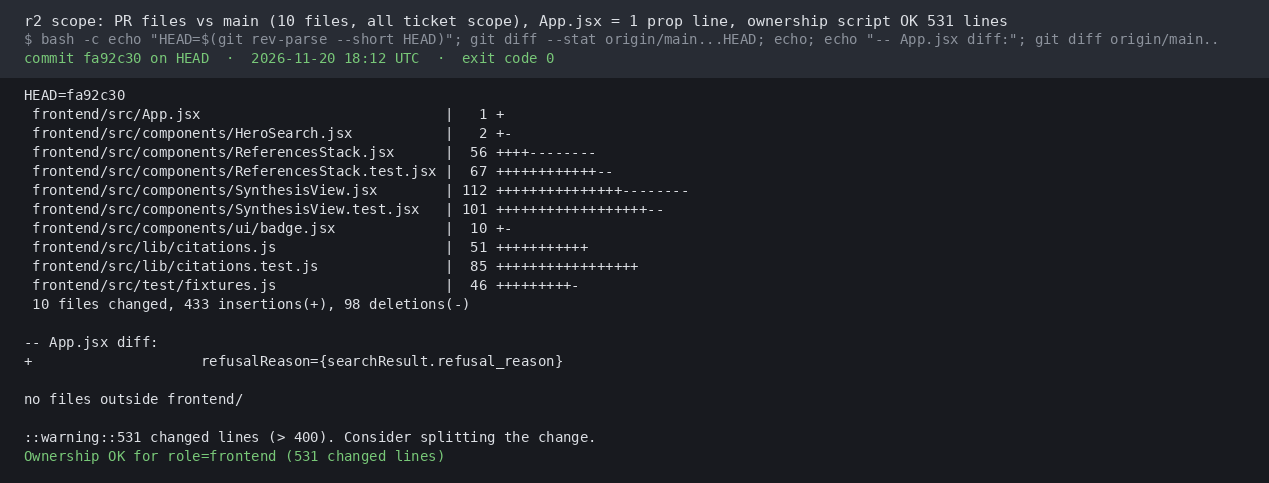 r2 scope: PR files vs main (10 files, all ticket scope), App.jsx = 1 prop line, ownership script OK 531 lines
$ bash -c echo "HEAD=$(git rev-parse --short HEAD)"; git diff --stat origin/main...HEAD; echo; echo "-- App.jsx diff:"; git diff origin/main..
commit fa92c30 on HEAD  ·  2026-11-20 18:12 UTC  ·  exit code 0
HEAD=fa92c30
 frontend/src/App.jsx                             |   1 +
 frontend/src/components/HeroSearch.jsx           |   2 +-
 frontend/src/components/ReferencesStack.jsx      |  56 ++++--------
 frontend/src/components/ReferencesStack.test.jsx |  67 ++++++++++++--
 frontend/src/components/SynthesisView.jsx        | 112 +++++++++++++++--------
 frontend/src/components/SynthesisView.test.jsx   | 101 ++++++++++++++++++--
 frontend/src/components/ui/badge.jsx             |  10 +-
 frontend/src/lib/citations.js                    |  51 +++++++++++
 frontend/src/lib/citations.test.js               |  85 +++++++++++++++++
 frontend/src/test/fixtures.js                    |  46 +++++++++-
 10 files changed, 433 insertions(+), 98 deletions(-)
-- App.jsx diff:
+                    refusalReason={searchResult.refusal_reason}
no files outside frontend/
::warning::531 changed lines (> 400). Consider splitting the change.
Ownership OK for role=frontend (531 changed lines)